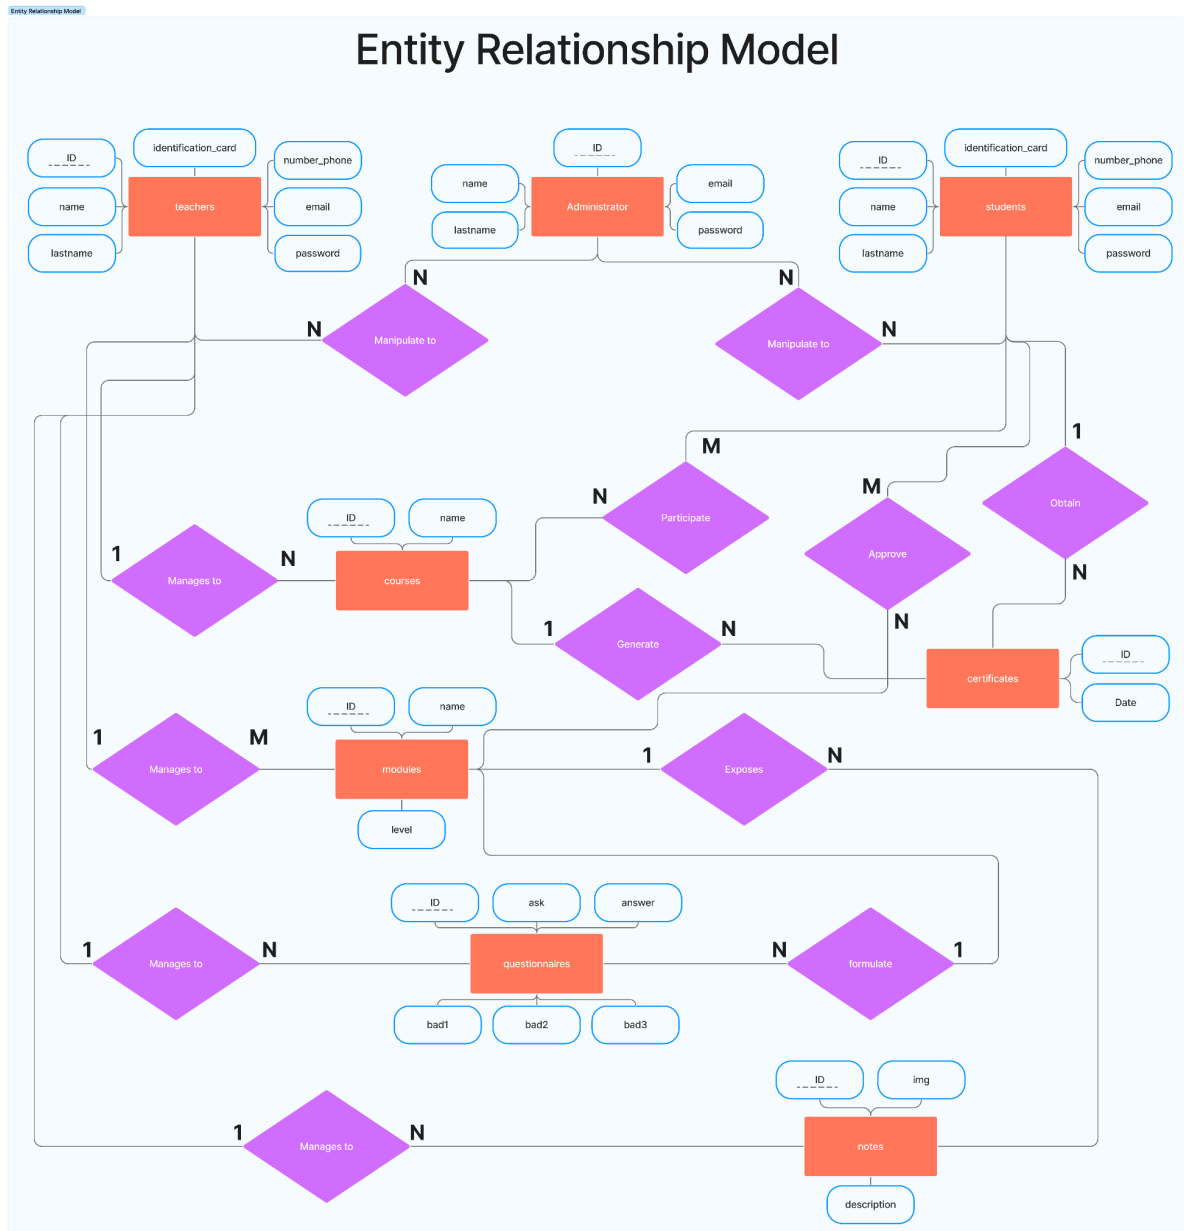 Entity Relationship Model
Entity Relationship Model
ID
identification_card
number_phone
name
teachers
email
lastname
password
ID
name
Administrator
email
lastname
password
ID
identification_card
number_phone
name
students
email
lastname
password
N
N
N
Manipulate to
N
Manipulate to
M
N
Participate
M
Approve
N
1
Obtain
N
1
Manages to
N
ID
name
courses
1
Generate
N
certificates
ID
Date
1
Manages to
M
ID
name
modules
level
1
Exposes
N
1
Manages to
N
ID
ask
answer
questionnaires
bad1
bad2
bad3
N
formulate
1
1
Manages to
N
ID
img
notes
description